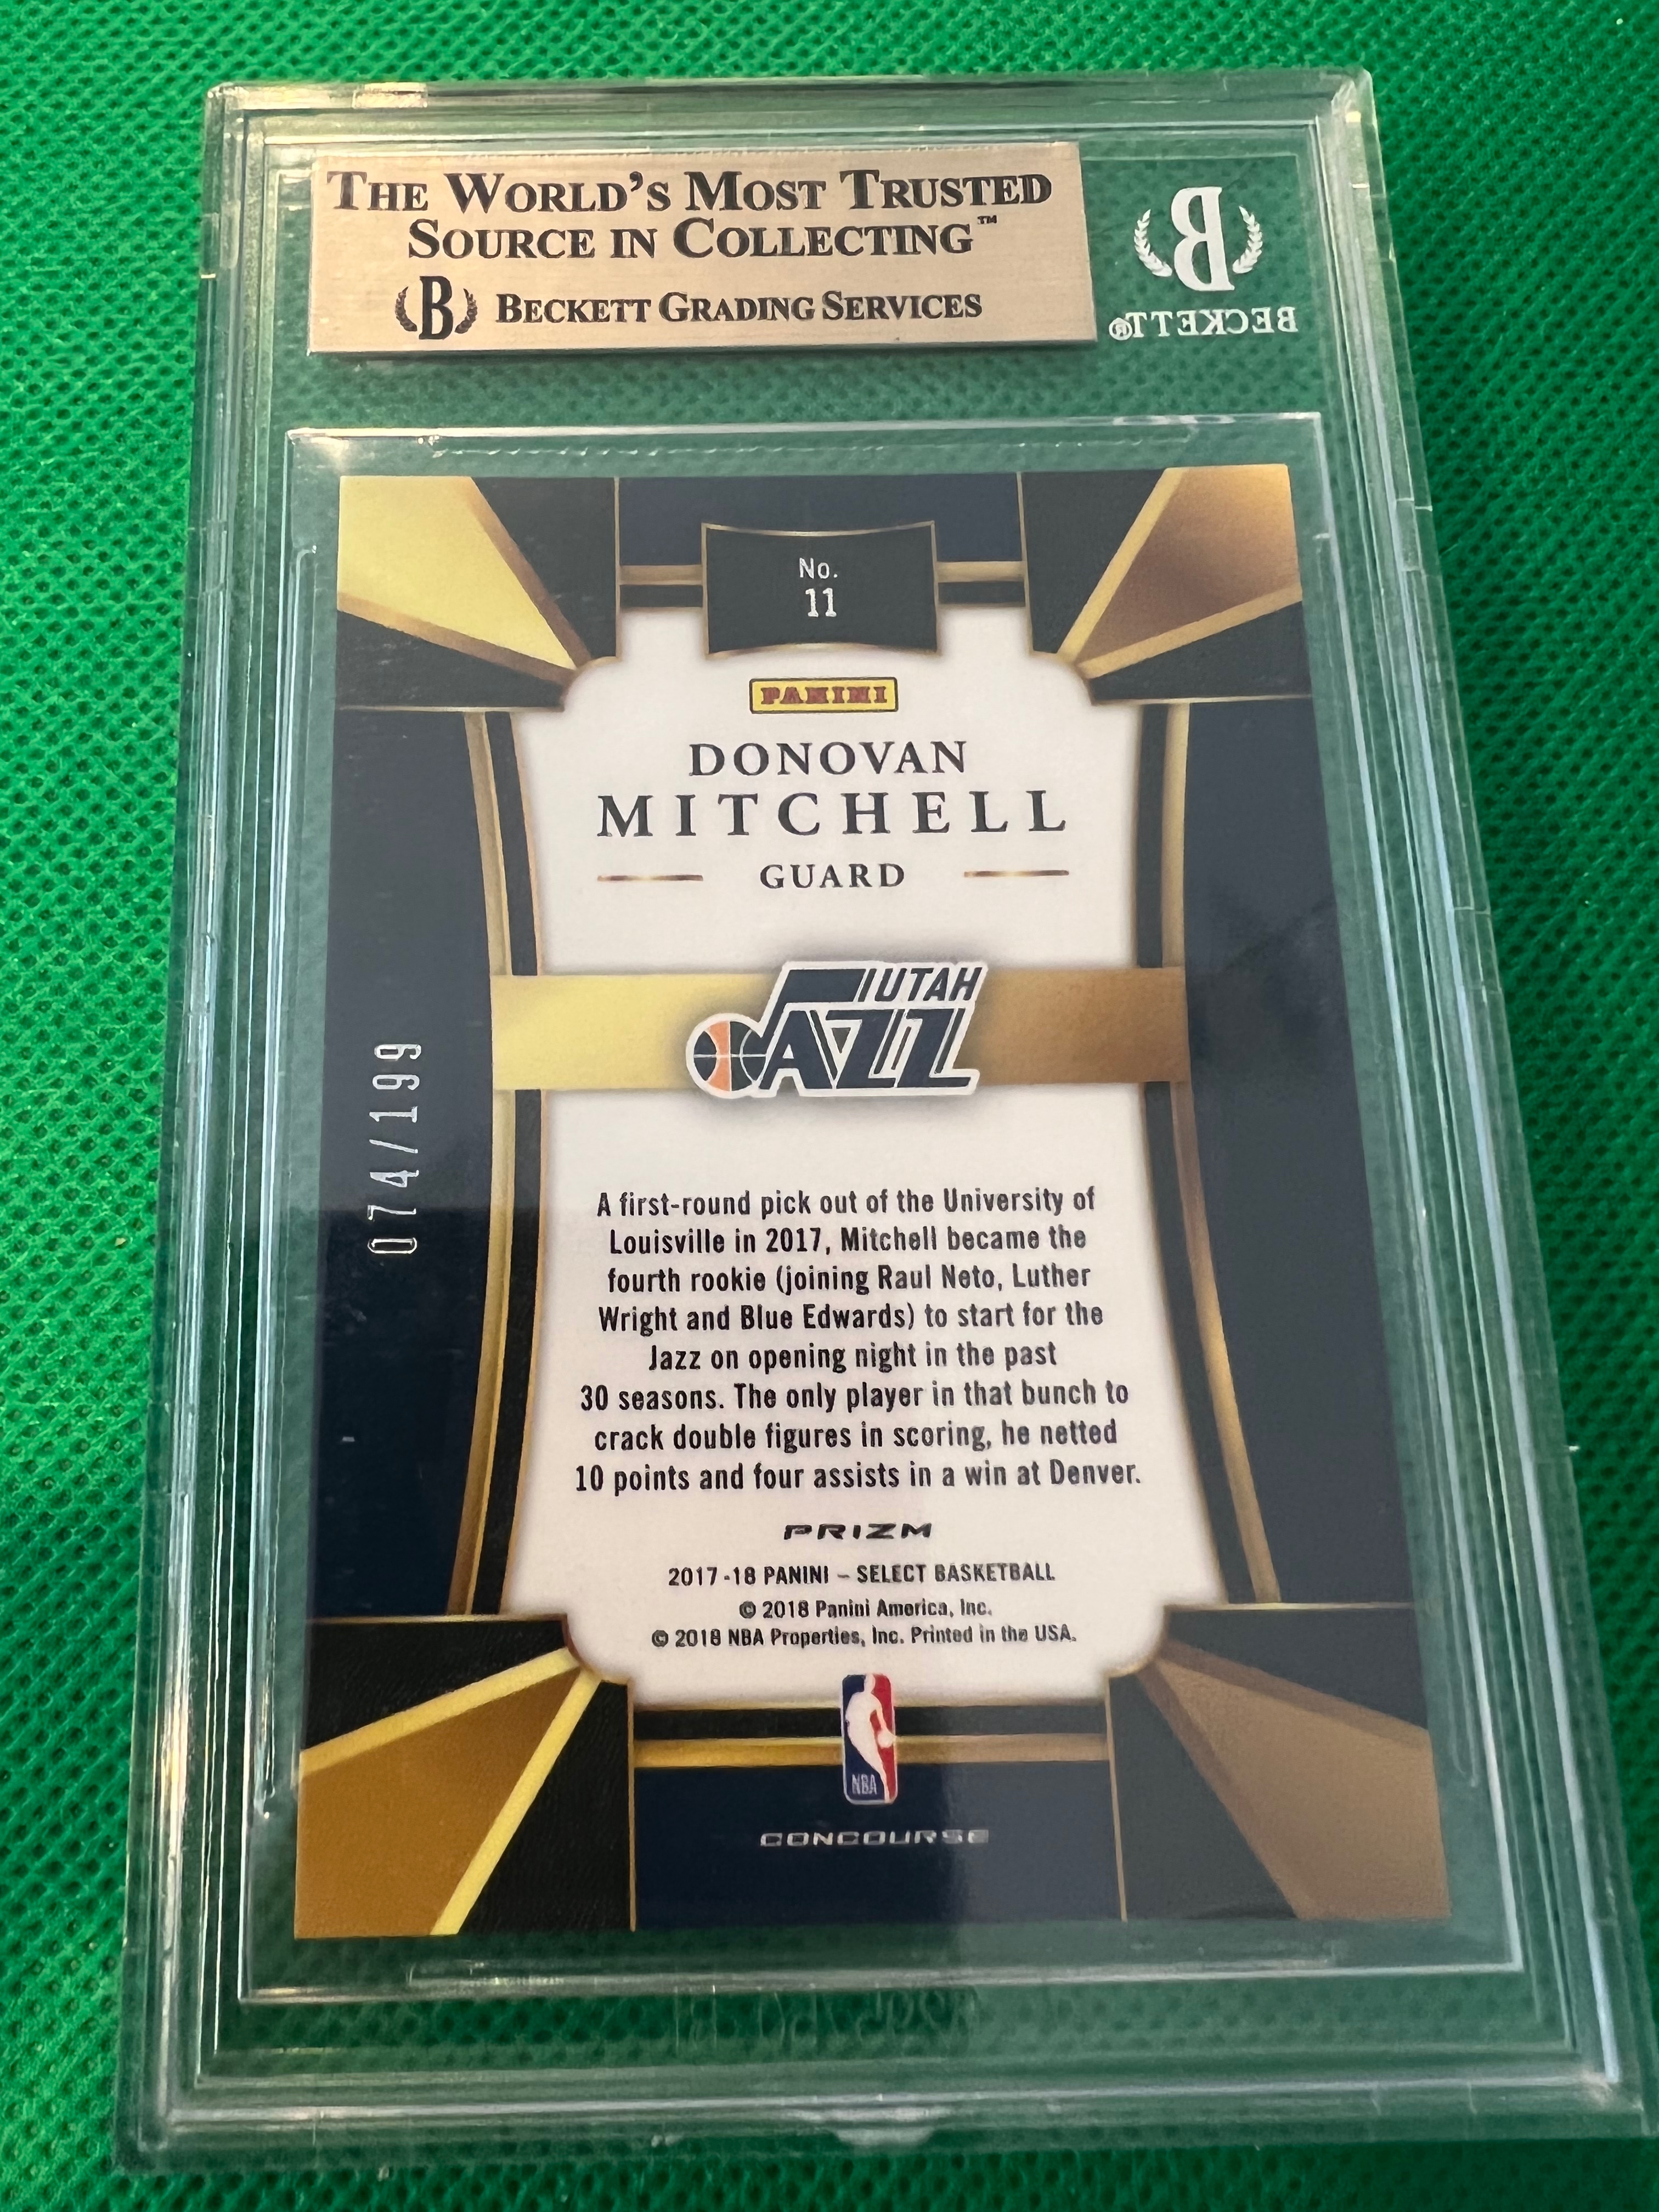 THE WORLD'S MOST TRUSTED
SOURCE IN COLLECTING™
B BECKETT GRADING SERVICES
B
BECKETT®
No.
11
PANINI
DONOVAN
MITCHELL
GUARD
UTAH
JAZZ
074/199
A first-round pick out of the University of
Louisville in 2017, Mitchell became the
fourth rookie (joining Raul Neto, Luther
Wright and Blue Edwards) to start for the
Jazz on opening night in the past
30 seasons. The only player in that bunch to
crack double figures in scoring, he netted
10 points and four assists in a win at Denver.
PRIZM
2017-18 PANINI – SELECT BASKETBALL
© 2018 Panini America, Inc.
© 2018 NBA Properties, Inc. Printed in the USA.
NBA
CONCOURSE